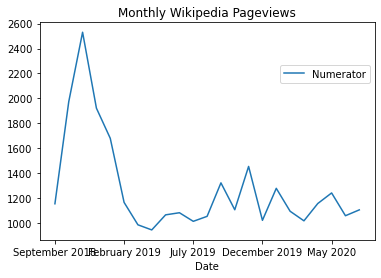 Monthly Wikipedia Pageviews
2600
2400
2200
2000
1800
1600
1400
1200
1000
Numerator
September 2018 February 2019 July 2019 December 2019 May 2020
Date